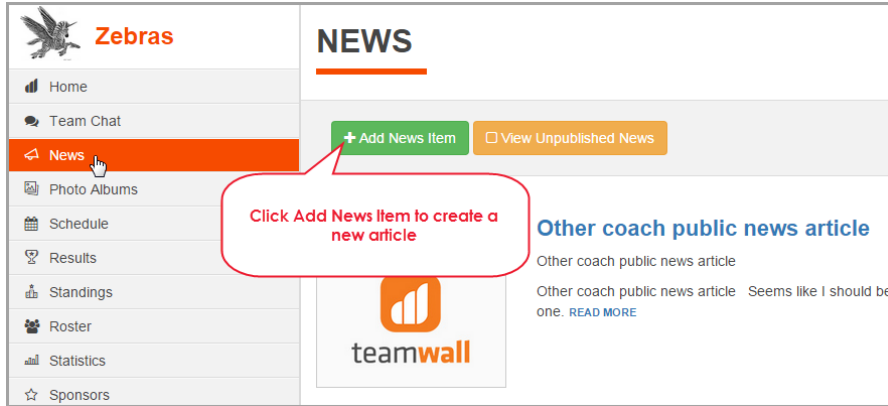 Zebras
Home
Team Chat
News
Photo Albums
Schedule
Results
Standings
Roster
Statistics
Sponsors
NEWS
+ Add News Item
View Unpublished News
Click Add News Item to create a
new article
teamwall
Other coach public news article
Other coach public news article
Other coach public news article Seems like I should be
one. READ MORE